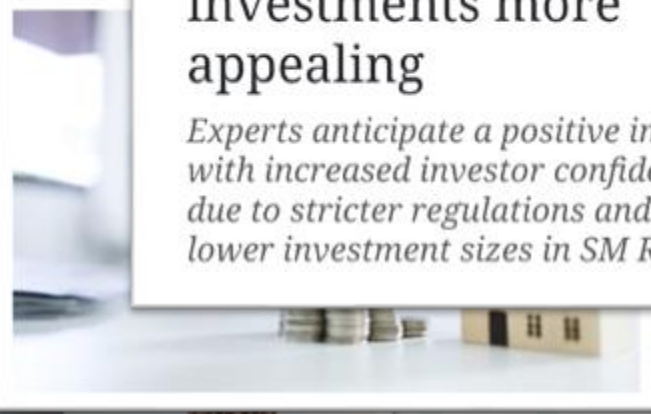 investments more
appealing
Experts anticipate a positive
with increased investor
due to stricter regulations and
lower investment sizes in SM